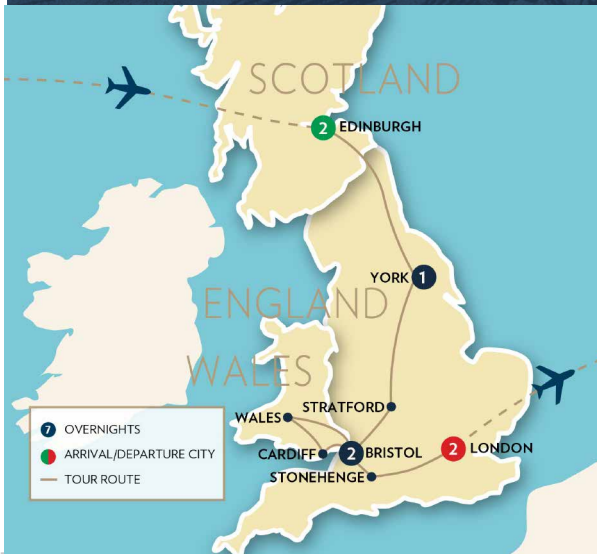 SCOTLAND
2 EDINBURGH
YORK 1
ENGLAND
WALES
STRATFORD
WALES
CARDIFF 2 BRISTOL
2 LONDON
STONEHENGE
7 OVERNIGHTS
ARRIVAL/DEPARTURE CITY
TOUR ROUTE